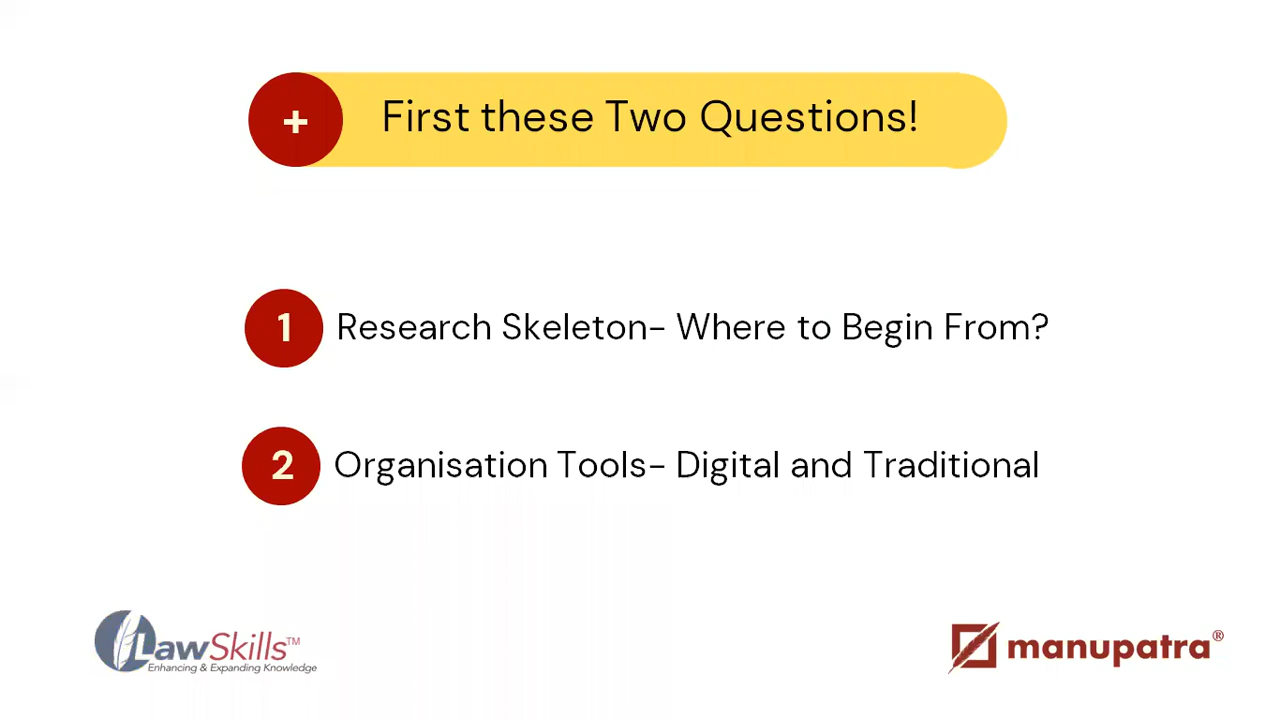 + First these Two Questions!
1 Research Skeleton- Where to Begin From?
2 Organisation Tools- Digital and Traditional
LawSkills™
Enhancing & Expanding Knowledge
manupatra®